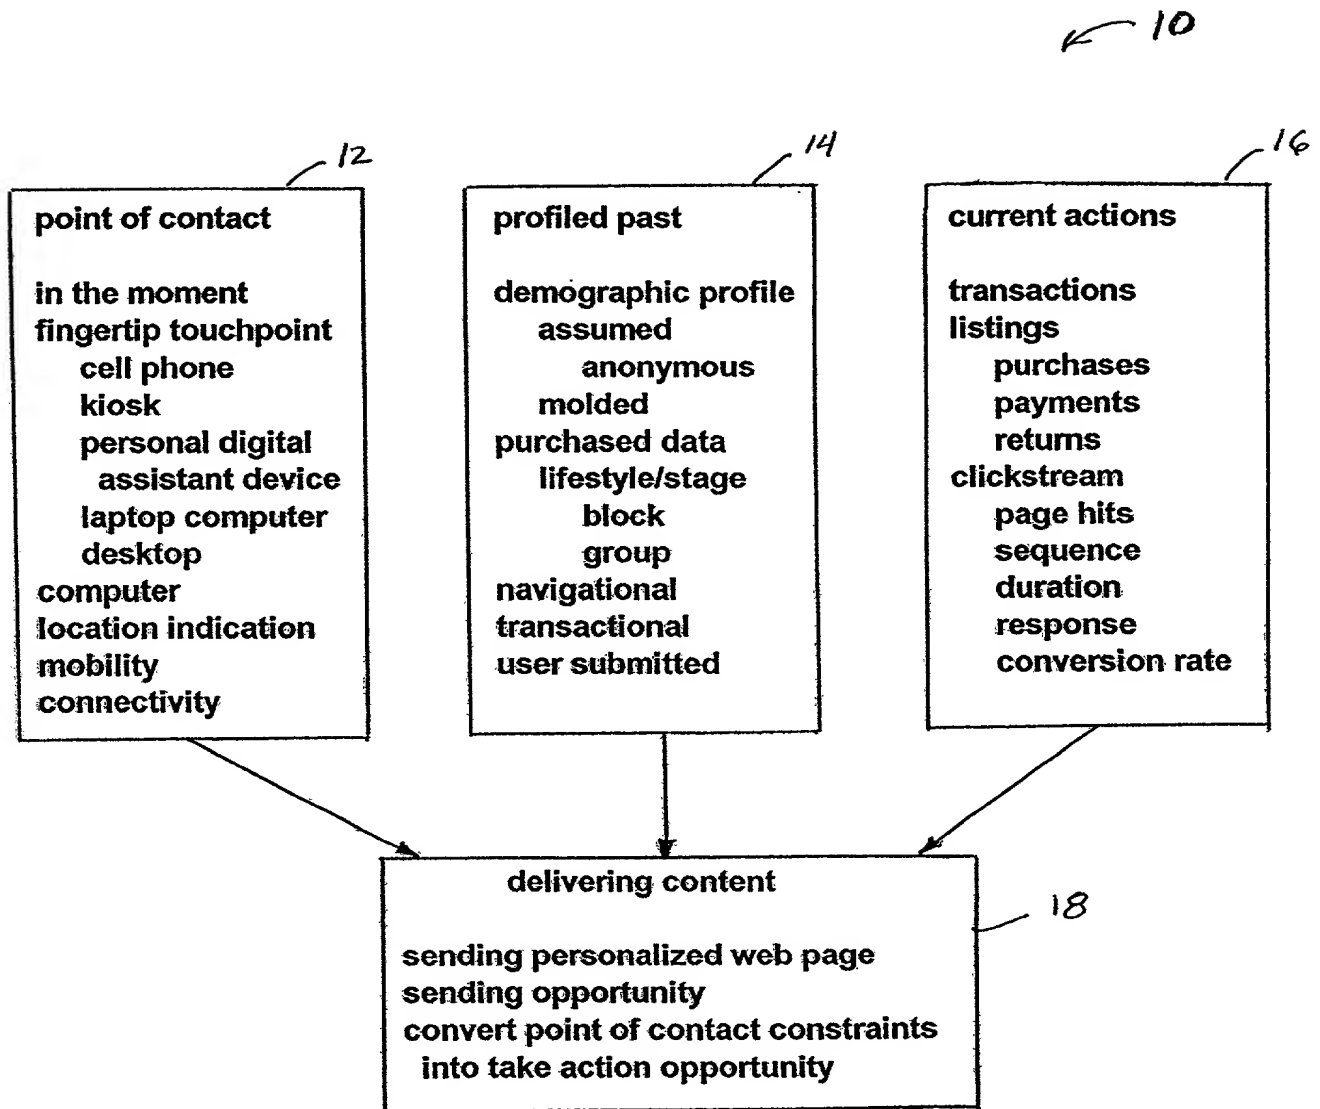 10
12
point of contact
in the moment
fingertip touchpoint
cell phone
kiosk
personal digital
assistant device
laptop computer
desktop
computer
location indication
mobility
connectivity
14
profiled past
demographic profile
assumed
anonymous
molded
purchased data
lifestyle/stage
block
group
navigational
transactional
user submitted
16
current actions
transactions
listings
purchases
payments
returns
clickstream
page hits
sequence
duration
response
conversion rate
18
delivering content
sending personalized web page
sending opportunity
convert point of contact constraints
into take action opportunity